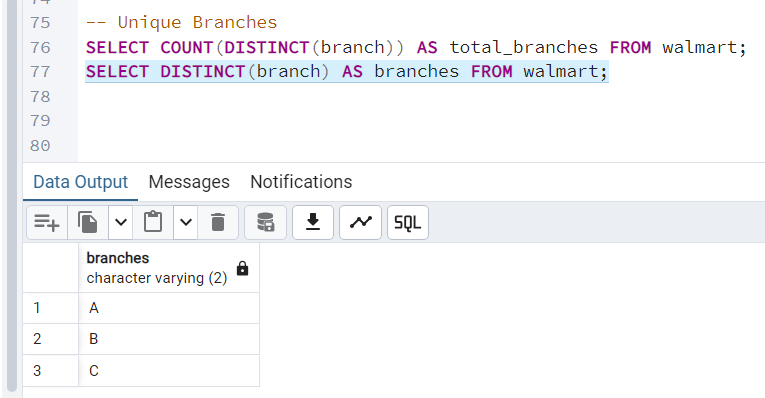 74
75 -- Unique Branches
76 SELECT COUNT(DISTINCT(branch)) AS total_branches FROM walmart;
77 SELECT DISTINCT(branch) AS branches FROM walmart;
78
79
80
Data Output Messages Notifications
SQL
branches
character varying (2)
1 A
2 B
3 C